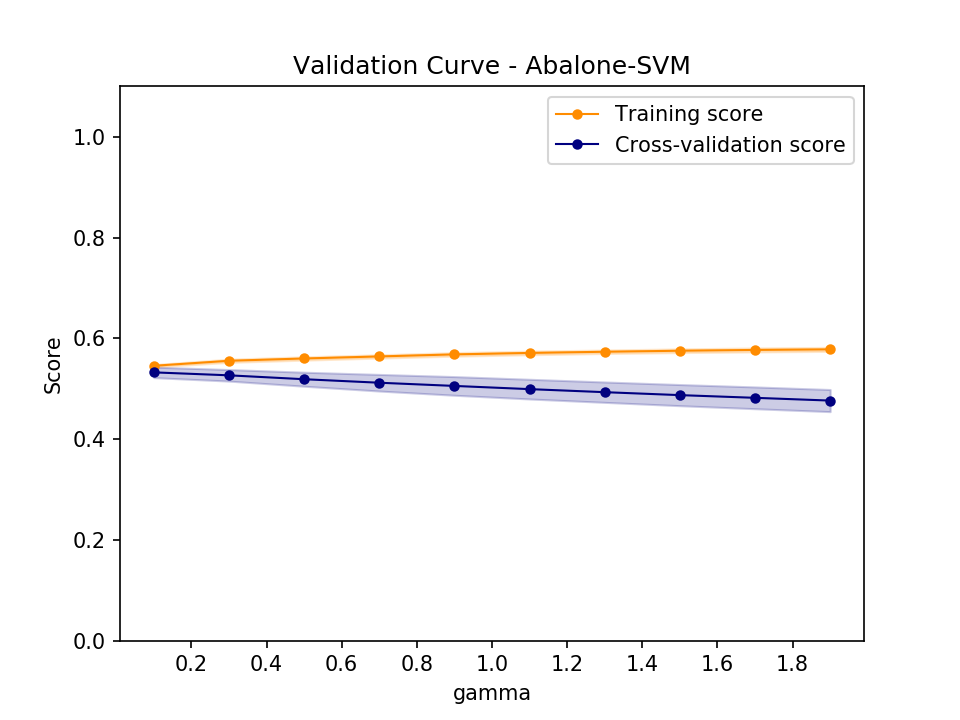 Validation Curve - Abalone-SVM
Training score
Cross-validation score
Score
1.0
0.8
0.6
0.4
0.2
0.0
0.2 0.4 0.6 0.8 1.0 1.2 1.4 1.6 1.8
gamma